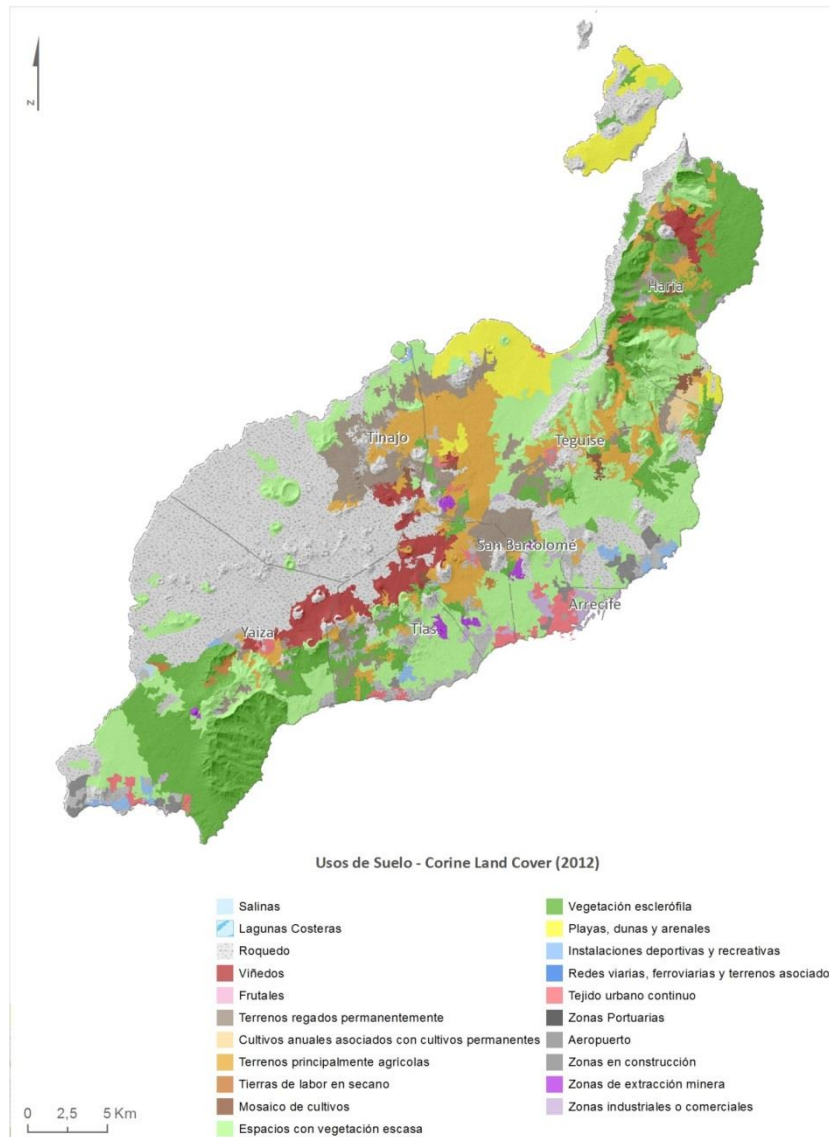 N
Haría
Tinajo
Teguise
San Bartolomé
Arrecife
Yaiza
Tías
Usos de Suelo - Corine Land Cover (2012)
Salinas
Lagunas Costeras
Roquedo
Viñedos
Frutales
Terrenos regados permanentemente
Cultivos anuales asociados con cultivos permanentes
Terrenos principalmente agrícolas
Tierras de labor en secano
Mosaico de cultivos
Espacios con vegetación escasa
Vegetación esclerófila
Playas, dunas y arenales
Instalaciones deportivas y recreativas
Redes viarias, ferroviarias y terrenos asociado
Tejido urbano continuo
Zonas Portuarias
Aeropuerto
Zonas en construcción
Zonas de extracción minera
Zonas industriales o comerciales
0 2,5 5 Km